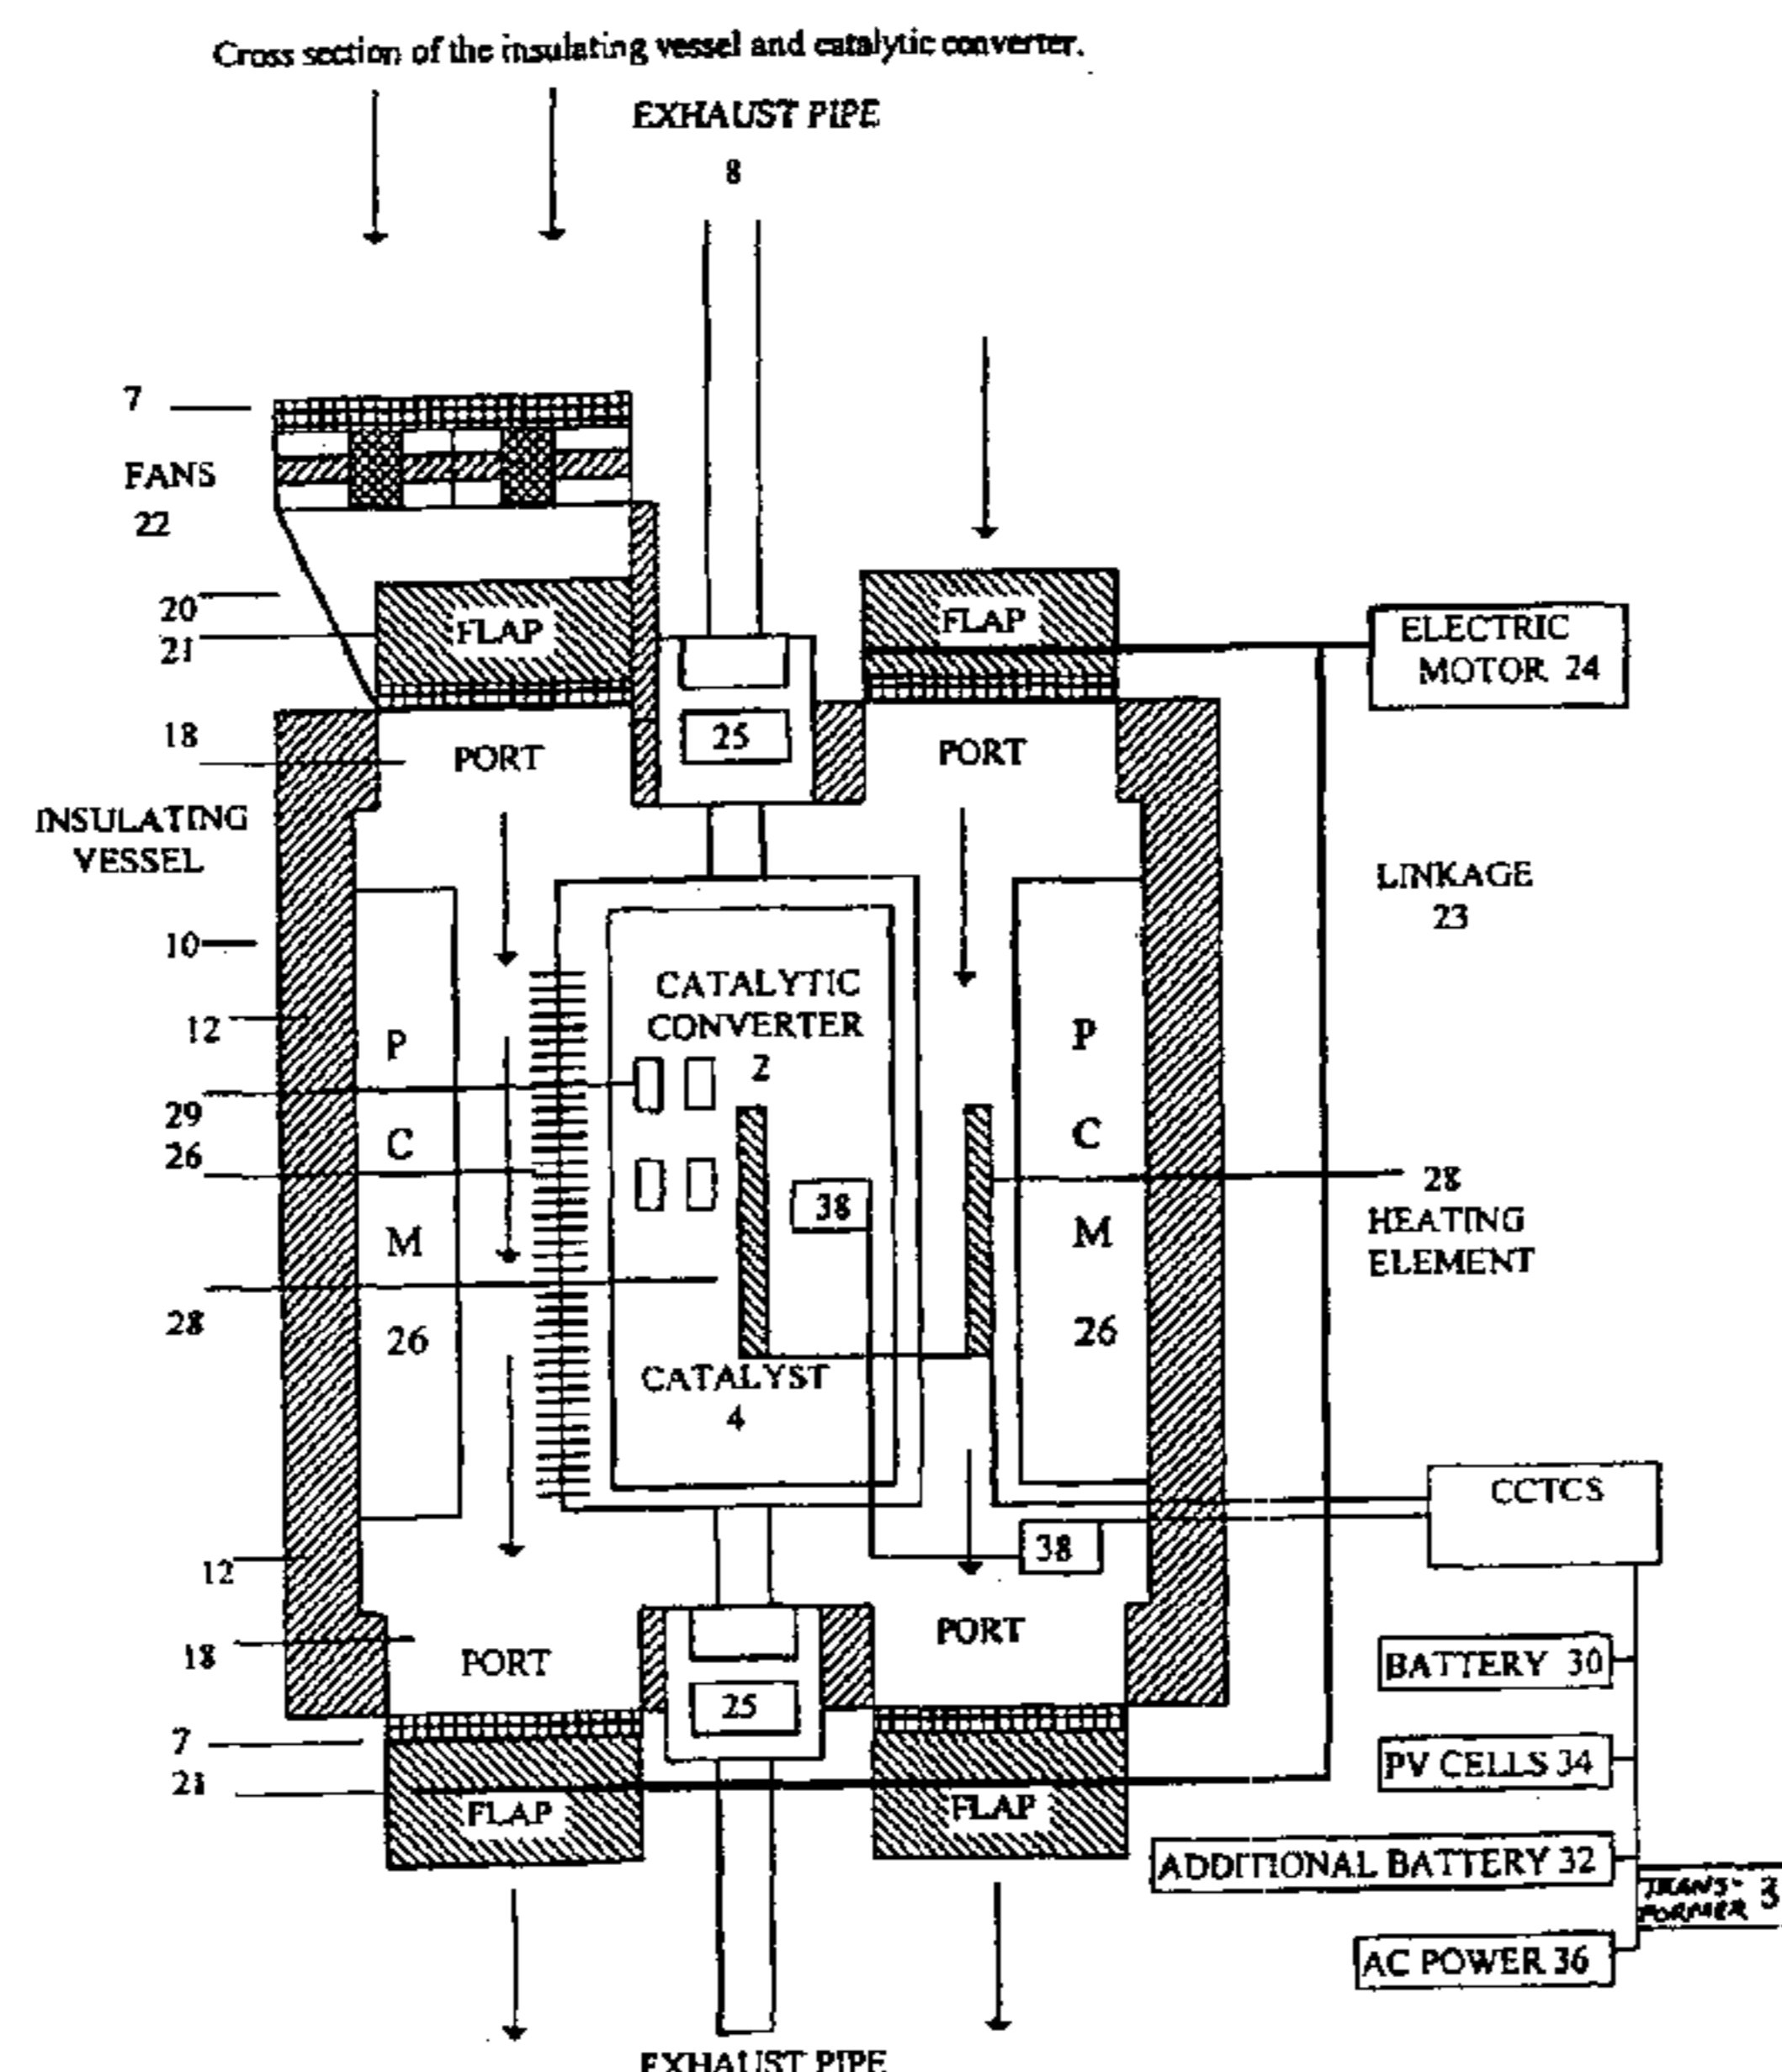 Cross section of the insulating vessel and catalytic converter.
EXHAUST PIPE
8
7
FANS
22
20
21
FLAP
FLAP
ELECTRIC
MOTOR 24
18
PORT
25
PORT
INSULATING
VESSEL
LINKAGE
23
10
CATALYTIC
CONVERTER
2
12
P
C
M
26
P
C
M
26
29
26
38
28
HEATING
ELEMENT
28
CATALYST
4
CCTCS
38
12
18
PORT
PORT
25
BATTERY 30
7
21
FLAP
FLAP
PV CELLS 34
ADDITIONAL BATTERY 32
TRANS-
FORMER 3
AC POWER 36
EXHAUST PIPE